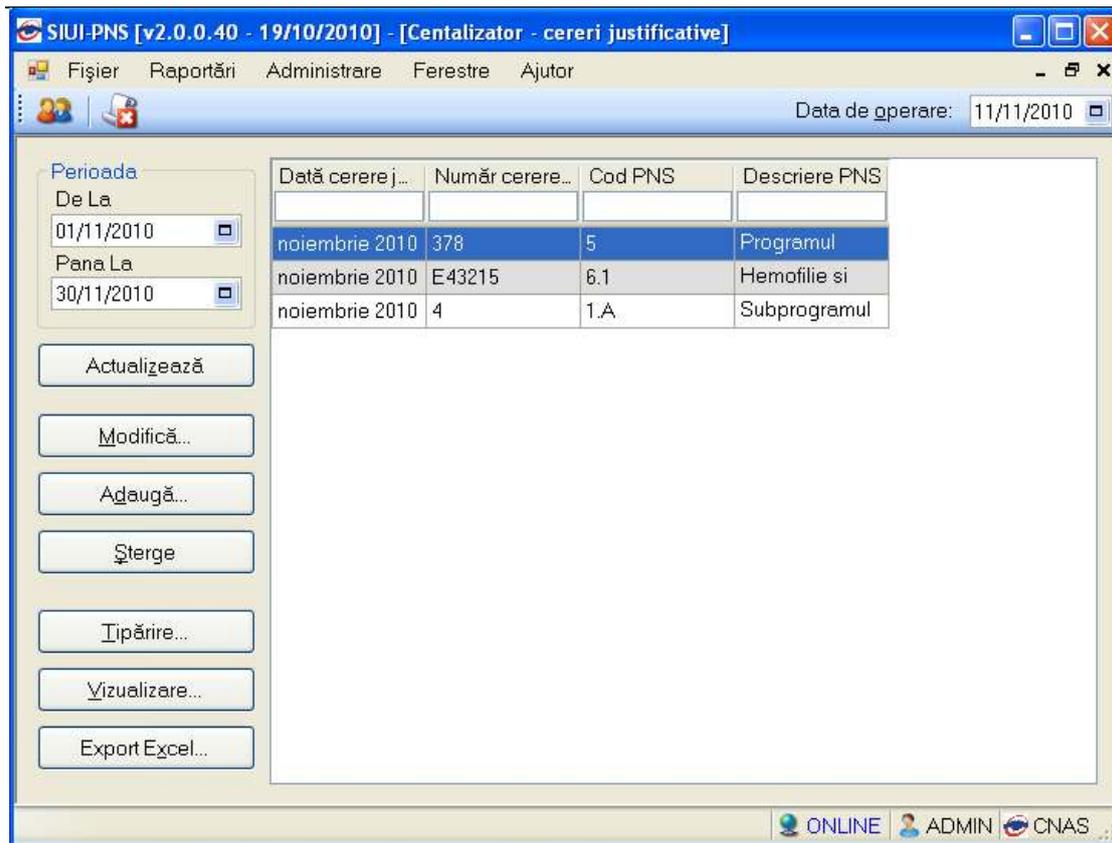 SIUI-PNS [v2.0.0.40 - 19/10/2010] - [Centalizator - cereri justificative]
Fişier Raportări Administrare Ferestre Ajutor
Data de operare: 11/11/2010
Perioada
De La
01/11/2010
Pana La
30/11/2010
Actualizează
Modifică...
Adaugă...
Şterge
Tipărire...
Vizualizare...
Export Excel...
Dată cerere j... Număr cerere... Cod PNS Descriere PNS
noiembrie 2010 378 5 Programul
noiembrie 2010 E43215 6.1 Hemofilie si
noiembrie 2010 4 1.A Subprogramul
ONLINE ADMIN CNAS